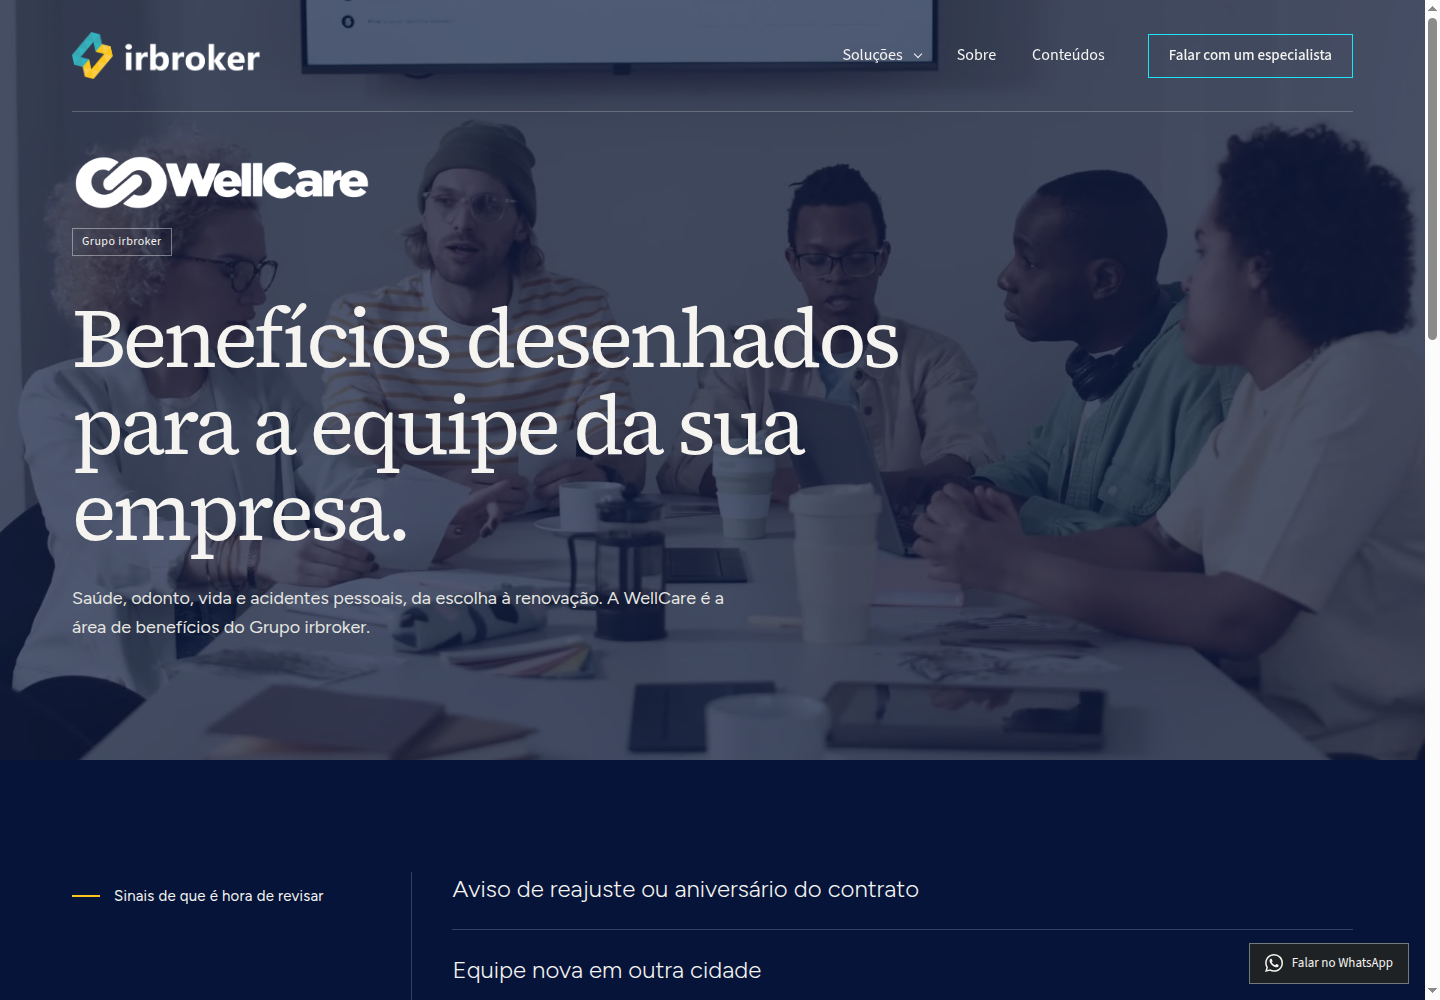 irbroker
Soluções
Sobre
Conteúdos
Falar com um especialista
WellCare
Grupo irbroker
Benefícios desenhados
para a equipe da sua
empresa.
Saúde, odonto, vida e acidentes pessoais, da escolha à renovação. A WellCare é a
área de benefícios do Grupo irbroker.
Sinais de que é hora de revisar
Aviso de reajuste ou aniversário do contrato
Equipe nova em outra cidade
Falar no WhatsApp